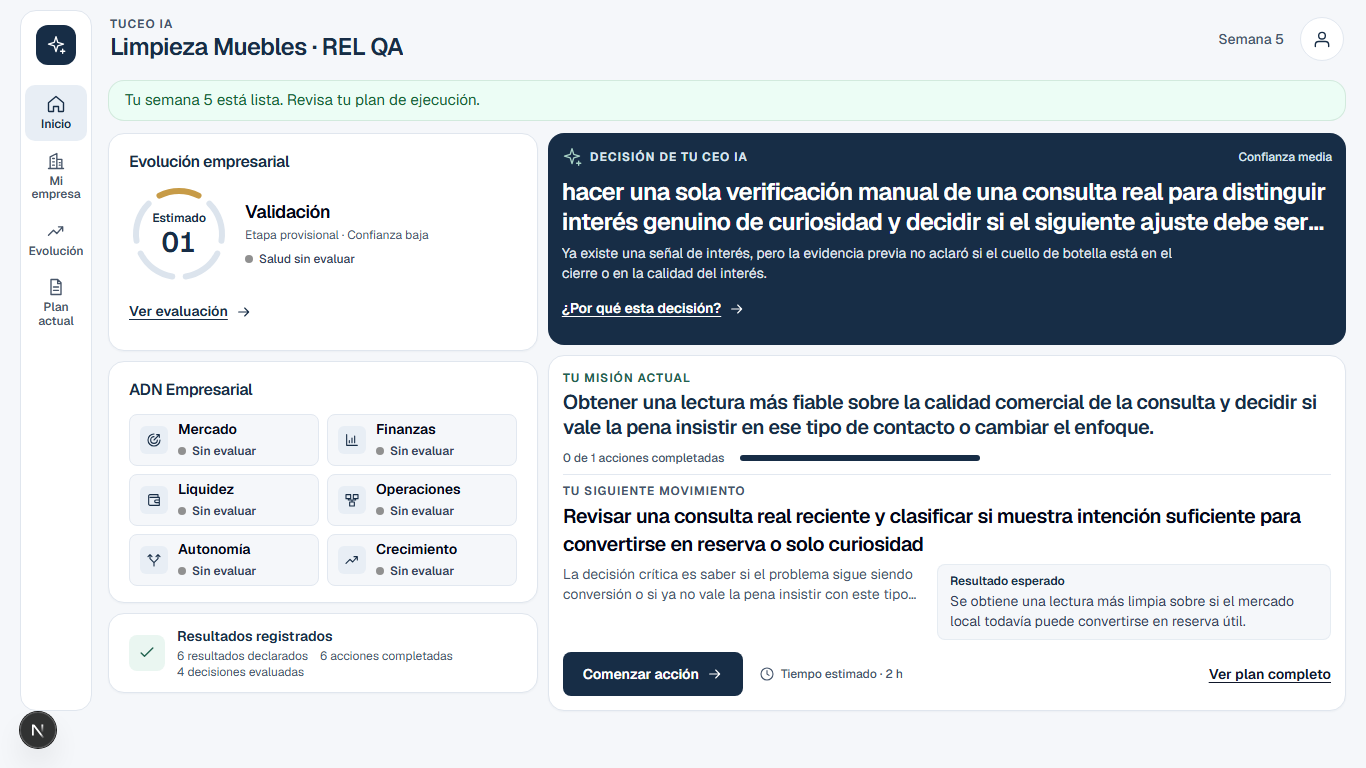 TUCEO IA
Limpieza Muebles · REL QA
Semana 5
Inicio
Mi
empresa
Evolución
Plan
actual
Tu semana 5 está lista. Revisa tu plan de ejecución.
Evolución empresarial
Estimado
01
Validación
Etapa provisional · Confianza baja
Salud sin evaluar
Ver evaluación
ADN Empresarial
Mercado
Sin evaluar
Finanzas
Sin evaluar
Liquidez
Sin evaluar
Operaciones
Sin evaluar
Autonomía
Sin evaluar
Crecimiento
Sin evaluar
Resultados registrados
6 resultados declarados 6 acciones completadas
4 decisiones evaluadas
DECISIÓN DE TU CEO IA
Confianza media
hacer una sola verificación manual de una consulta real para distinguir
interés genuino de curiosidad y decidir si el siguiente ajuste debe ser…
Ya existe una señal de interés, pero la evidencia previa no aclaró si el cuello de botella está en el
cierre o en la calidad del interés.
¿Por qué esta decisión?
TU MISIÓN ACTUAL
Obtener una lectura más fiable sobre la calidad comercial de la consulta y decidir si
vale la pena insistir en ese tipo de contacto o cambiar el enfoque.
0 de 1 acciones completadas
TU SIGUIENTE MOVIMIENTO
Revisar una consulta real reciente y clasificar si muestra intención suficiente para
convertirse en reserva o solo curiosidad
La decisión crítica es saber si el problema sigue siendo
conversión o si ya no vale la pena insistir con este tipo…
Resultado esperado
Se obtiene una lectura más limpia sobre si el mercado
local todavía puede convertirse en reserva útil.
Comenzar acción
Tiempo estimado · 2 h
Ver plan completo
N